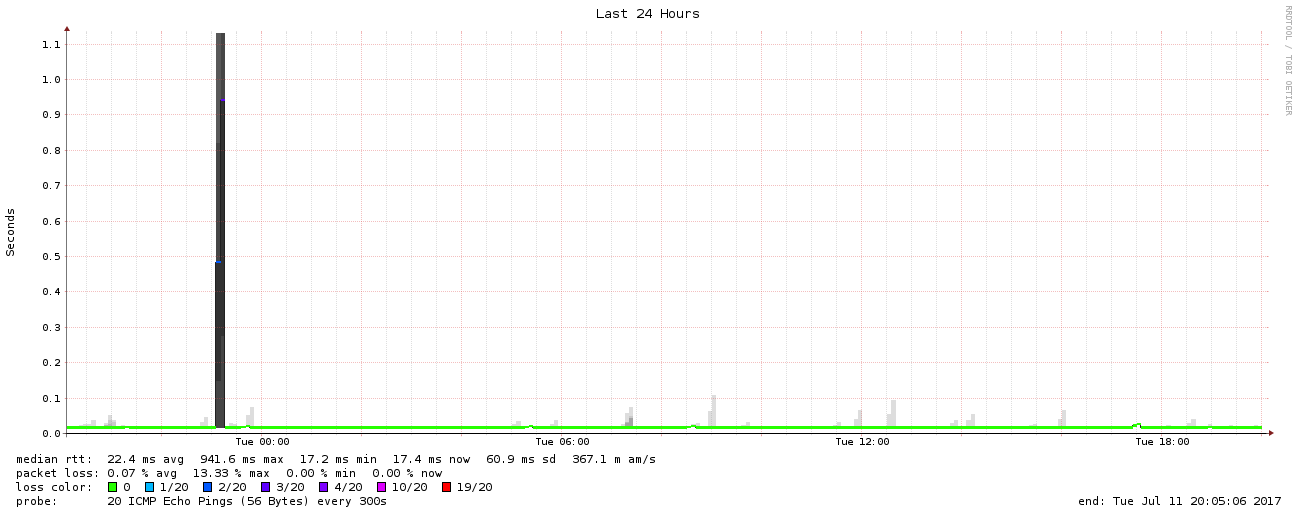 Last 24 Hours
RRDTOOL / TOBI OETIKER
Seconds
1.1
1.0
0.9
0.8
0.7
0.6
0.5
0.4
0.3
0.2
0.1
0.0
Tue 00:00 Tue 06:00 Tue 12:00 Tue 18:00
median rtt: 22.4 ms avg 941.6 ms max 17.2 ms min 17.4 ms now 60.9 ms sd 367.1 m am/s
packet loss: 0.07 % avg 13.33 % max 0.00 % min 0.00 % now
loss color: 0 1/20 2/20 3/20 4/20 10/20 19/20
probe: 20 ICMP Echo Pings (56 Bytes) every 300s end: Tue Jul 11 20:05:06 2017